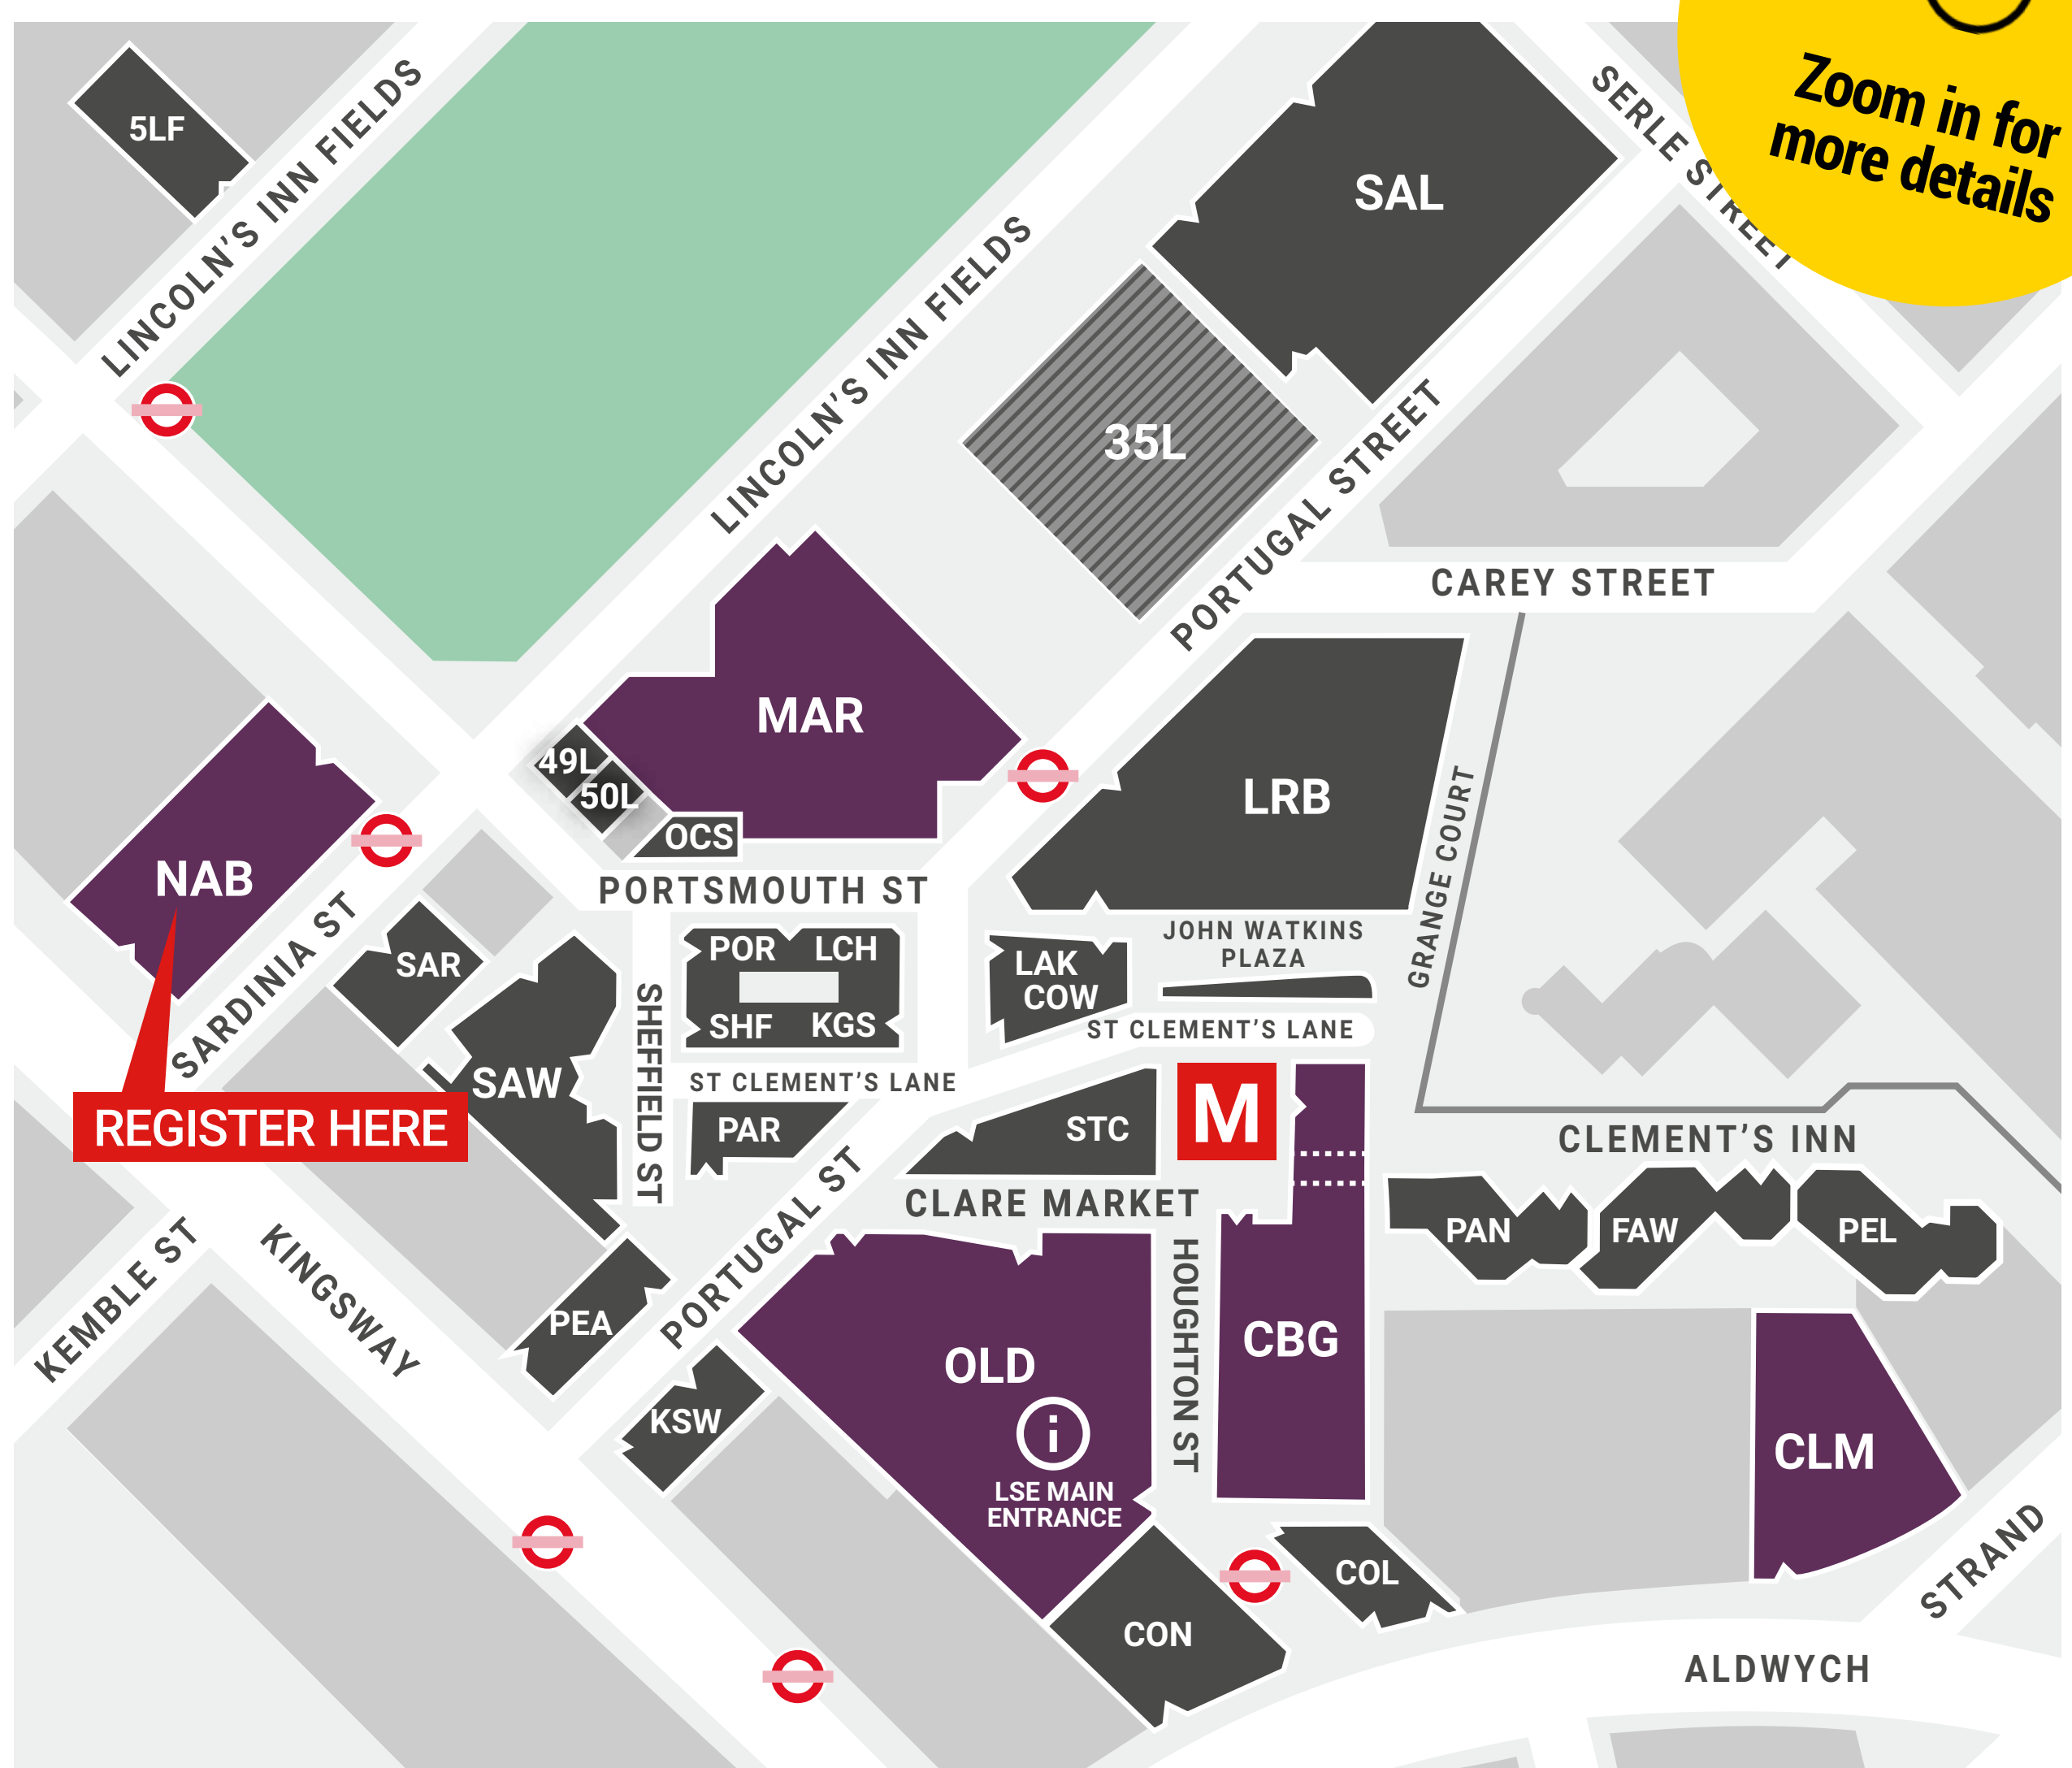 Zoom in for
more details
5LF
LINCOLN'S INN FIELDS
SERLE STREET
SAL
LINCOLN'S INN FIELDS
35L
PORTUGAL STREET
CAREY STREET
MAR
49L
50L
OCS
LRB
GRANGE COURT
NAB
SARDINIA ST
PORTSMOUTH ST
SAR
POR LCH
SHF KGS
LAK
COW
JOHN WATKINS
PLAZA
ST CLEMENT'S LANE
SHEFFIELD ST
SAW
ST CLEMENT'S LANE
REGISTER HERE
PAR
STC
M
CLEMENT'S INN
CLARE MARKET
PORTUGAL ST
PAN
FAW
PEL
KEMBLE ST
KINGSWAY
PEA
HOUGHTON ST
CBG
OLD
i
LSE MAIN
ENTRANCE
KSW
CLM
STRAND
COL
CON
ALDWYCH